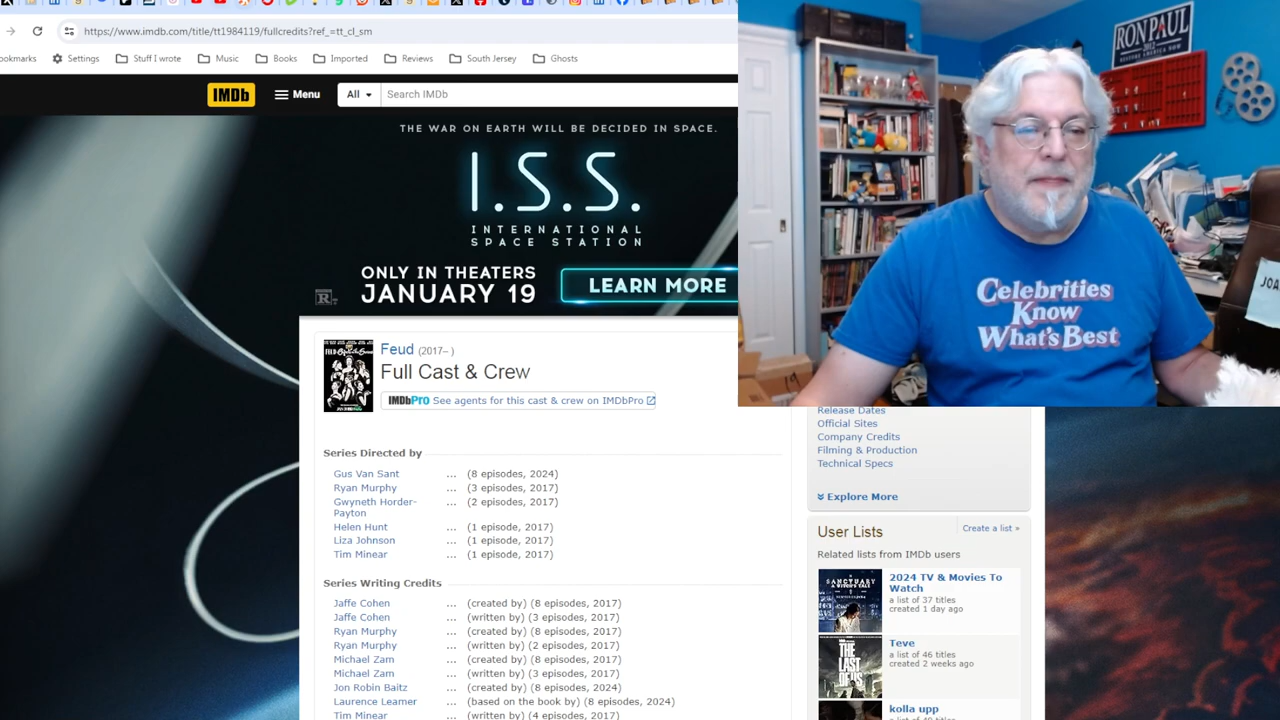 https://www.imdb.com/title/tt1984119/fullcredits?ref_=tt_cl_sm
Settings
Stuff I wrote
Music
Books
Imported
Reviews
South Jersey
Ghosts
IMDb
Menu
All
Search IMDb
THE WAR ON EARTH WILL BE DECIDED IN SPACE.
I.S.S.
INTERNATIONAL
SPACE STATION
ONLY IN THEATERS
JANUARY 19
LEARN MORE
R
Feud (2017– )
Full Cast & Crew
IMDbPro See agents for this cast & crew on IMDbPro
Series Directed by
Gus Van Sant ... (8 episodes, 2024)
Ryan Murphy ... (3 episodes, 2017)
Gwyneth Horder-
Payton ... (2 episodes, 2017)
Helen Hunt ... (1 episode, 2017)
Liza Johnson ... (1 episode, 2017)
Tim Minear ... (1 episode, 2017)
Series Writing Credits
Jaffe Cohen ... (created by) (8 episodes, 2017)
Jaffe Cohen ... (written by) (3 episodes, 2017)
Ryan Murphy ... (created by) (8 episodes, 2017)
Ryan Murphy ... (written by) (2 episodes, 2017)
Michael Zam ... (created by) (8 episodes, 2017)
Michael Zam ... (written by) (3 episodes, 2017)
Jon Robin Baitz ... (created by) (8 episodes, 2024)
Laurence Leamer ... (based on the book by) (8 episodes, 2024)
Tim Minear ... (written by) (4 episodes, 2017)
RON PAUL
2012
RESTORE AMERICA NOW
Celebrities
Know
What's Best
Release Dates
Official Sites
Company Credits
Filming & Production
Technical Specs
Explore More
User Lists
Create a list »
Related lists from IMDb users
2024 TV & Movies To
Watch
a list of 37 titles
created 1 day ago
SANCTUARY
Teve
a list of 46 titles
created 2 weeks ago
THE
LAST
OF US
kolla upp